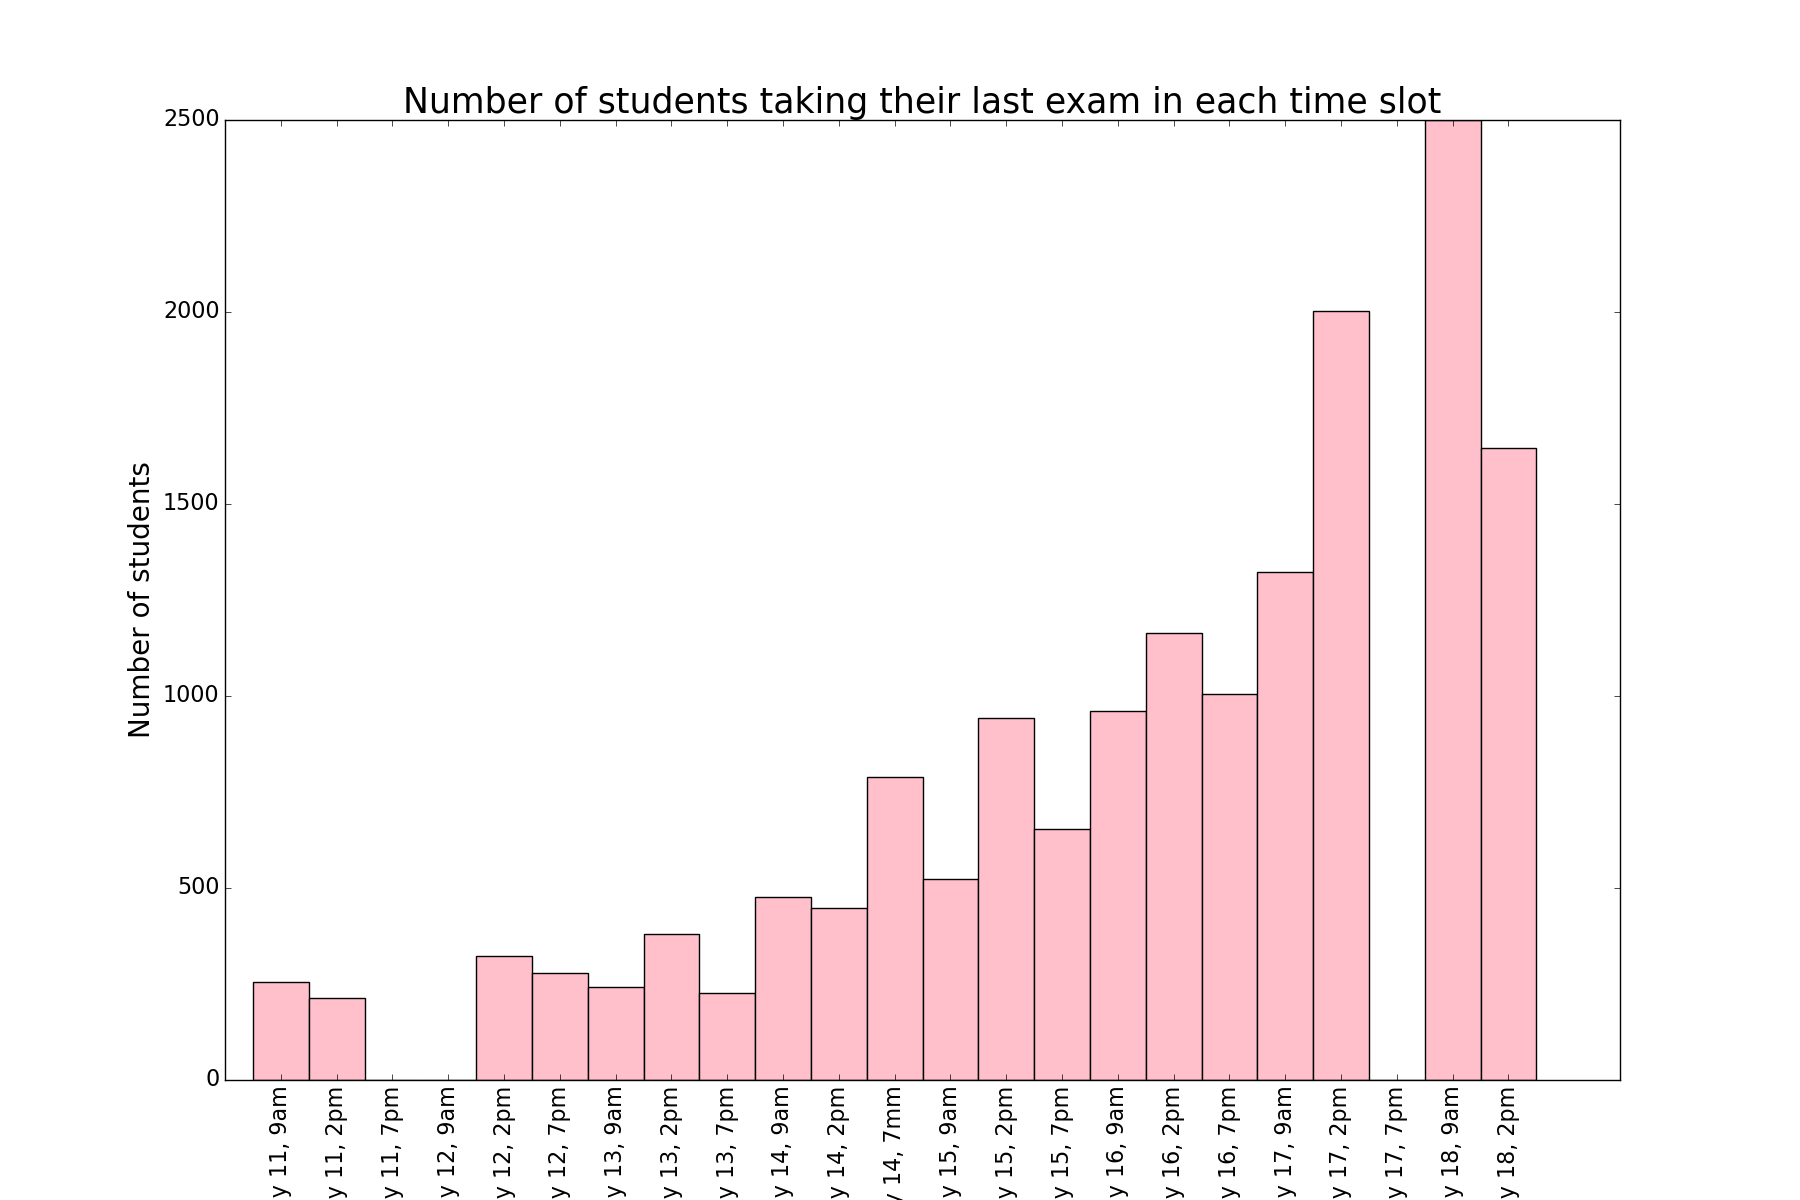 Number of students taking their last exam in each time slot
2500
2000
1500
1000
500
0
Number of students
y 11, 9am
y 11, 2pm
y 11, 7pm
y 12, 9am
y 12, 2pm
y 12, 7pm
y 13, 9am
y 13, 2pm
y 13, 7pm
y 14, 9am
y 14, 2pm
y 14, 7mm
y 15, 9am
y 15, 2pm
y 15, 7pm
y 16, 9am
y 16, 2pm
y 16, 7pm
y 17, 9am
y 17, 2pm
y 17, 7pm
y 18, 9am
y 18, 2pm